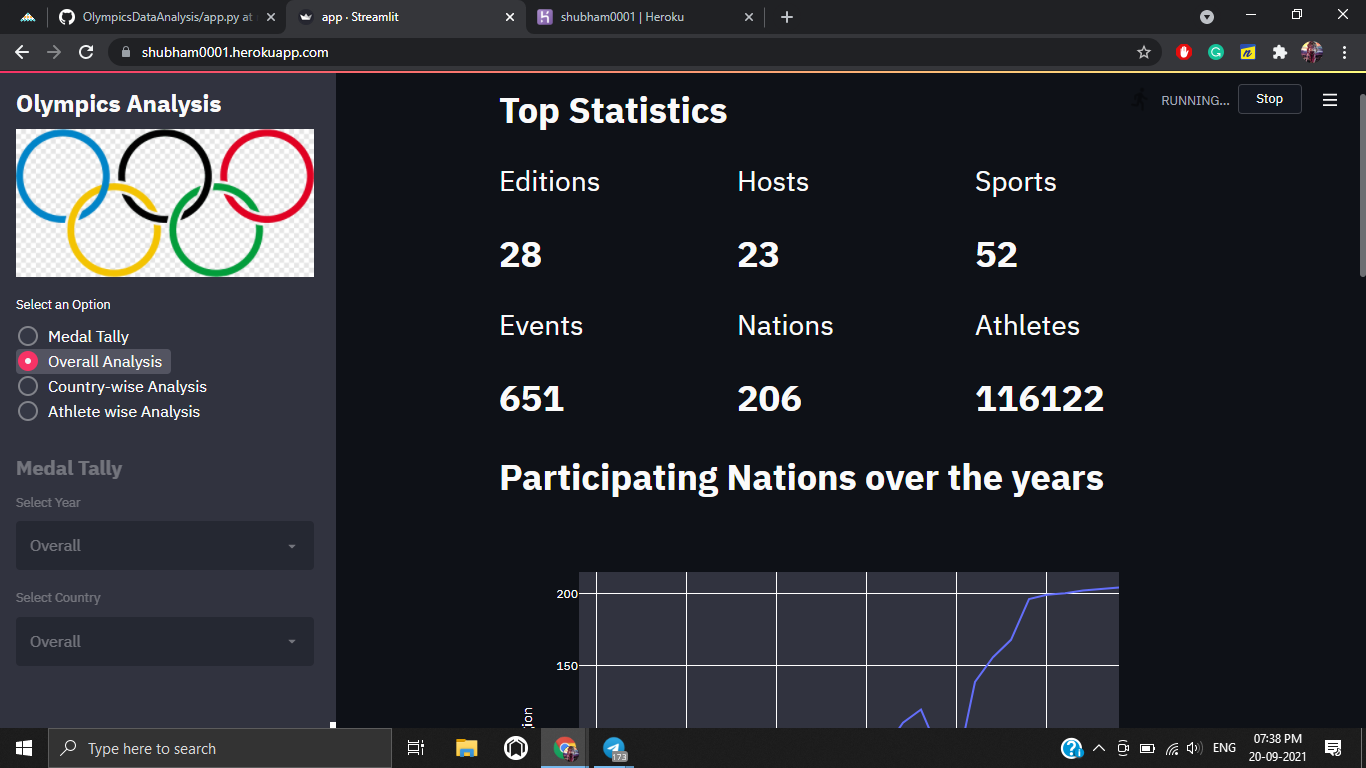 OlympicsDataAnalysis/app.py at
app · Streamlit
shubham0001 | Heroku
shubham0001.herokuapp.com
Olympics Analysis
Select an Option
Medal Tally
Overall Analysis
Country-wise Analysis
Athlete wise Analysis
Medal Tally
Select Year
Overall
Select Country
Overall
RUNNING...
Stop
Top Statistics
Editions Hosts Sports
28 23 52
Events Nations Athletes
651 206 116122
Participating Nations over the years
200
150
Type here to search
173
ENG
07:38 PM
20-09-2021